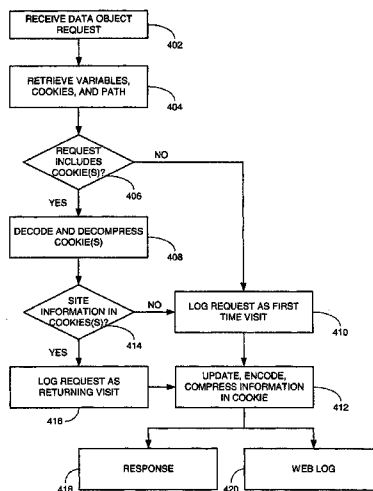 RECEIVE DATA OBJECT
REQUEST
402
RETRIEVE VARIABLES,
COOKIES, AND PATH
404
REQUEST
INCLUDES
COOKIE(S)?
406
NO
YES
DECODE AND DECOMPRESS
COOKIE(S)
408
SITE
INFORMATION IN
COOKIES(S)?
414
NO
LOG REQUEST AS FIRST
TIME VISIT
410
YES
LOG REQUEST AS
RETURNING VISIT
416
UPDATE, ENCODE,
COMPRESS INFORMATION
IN COOKIE
412
RESPONSE
418
WEB LOG
420